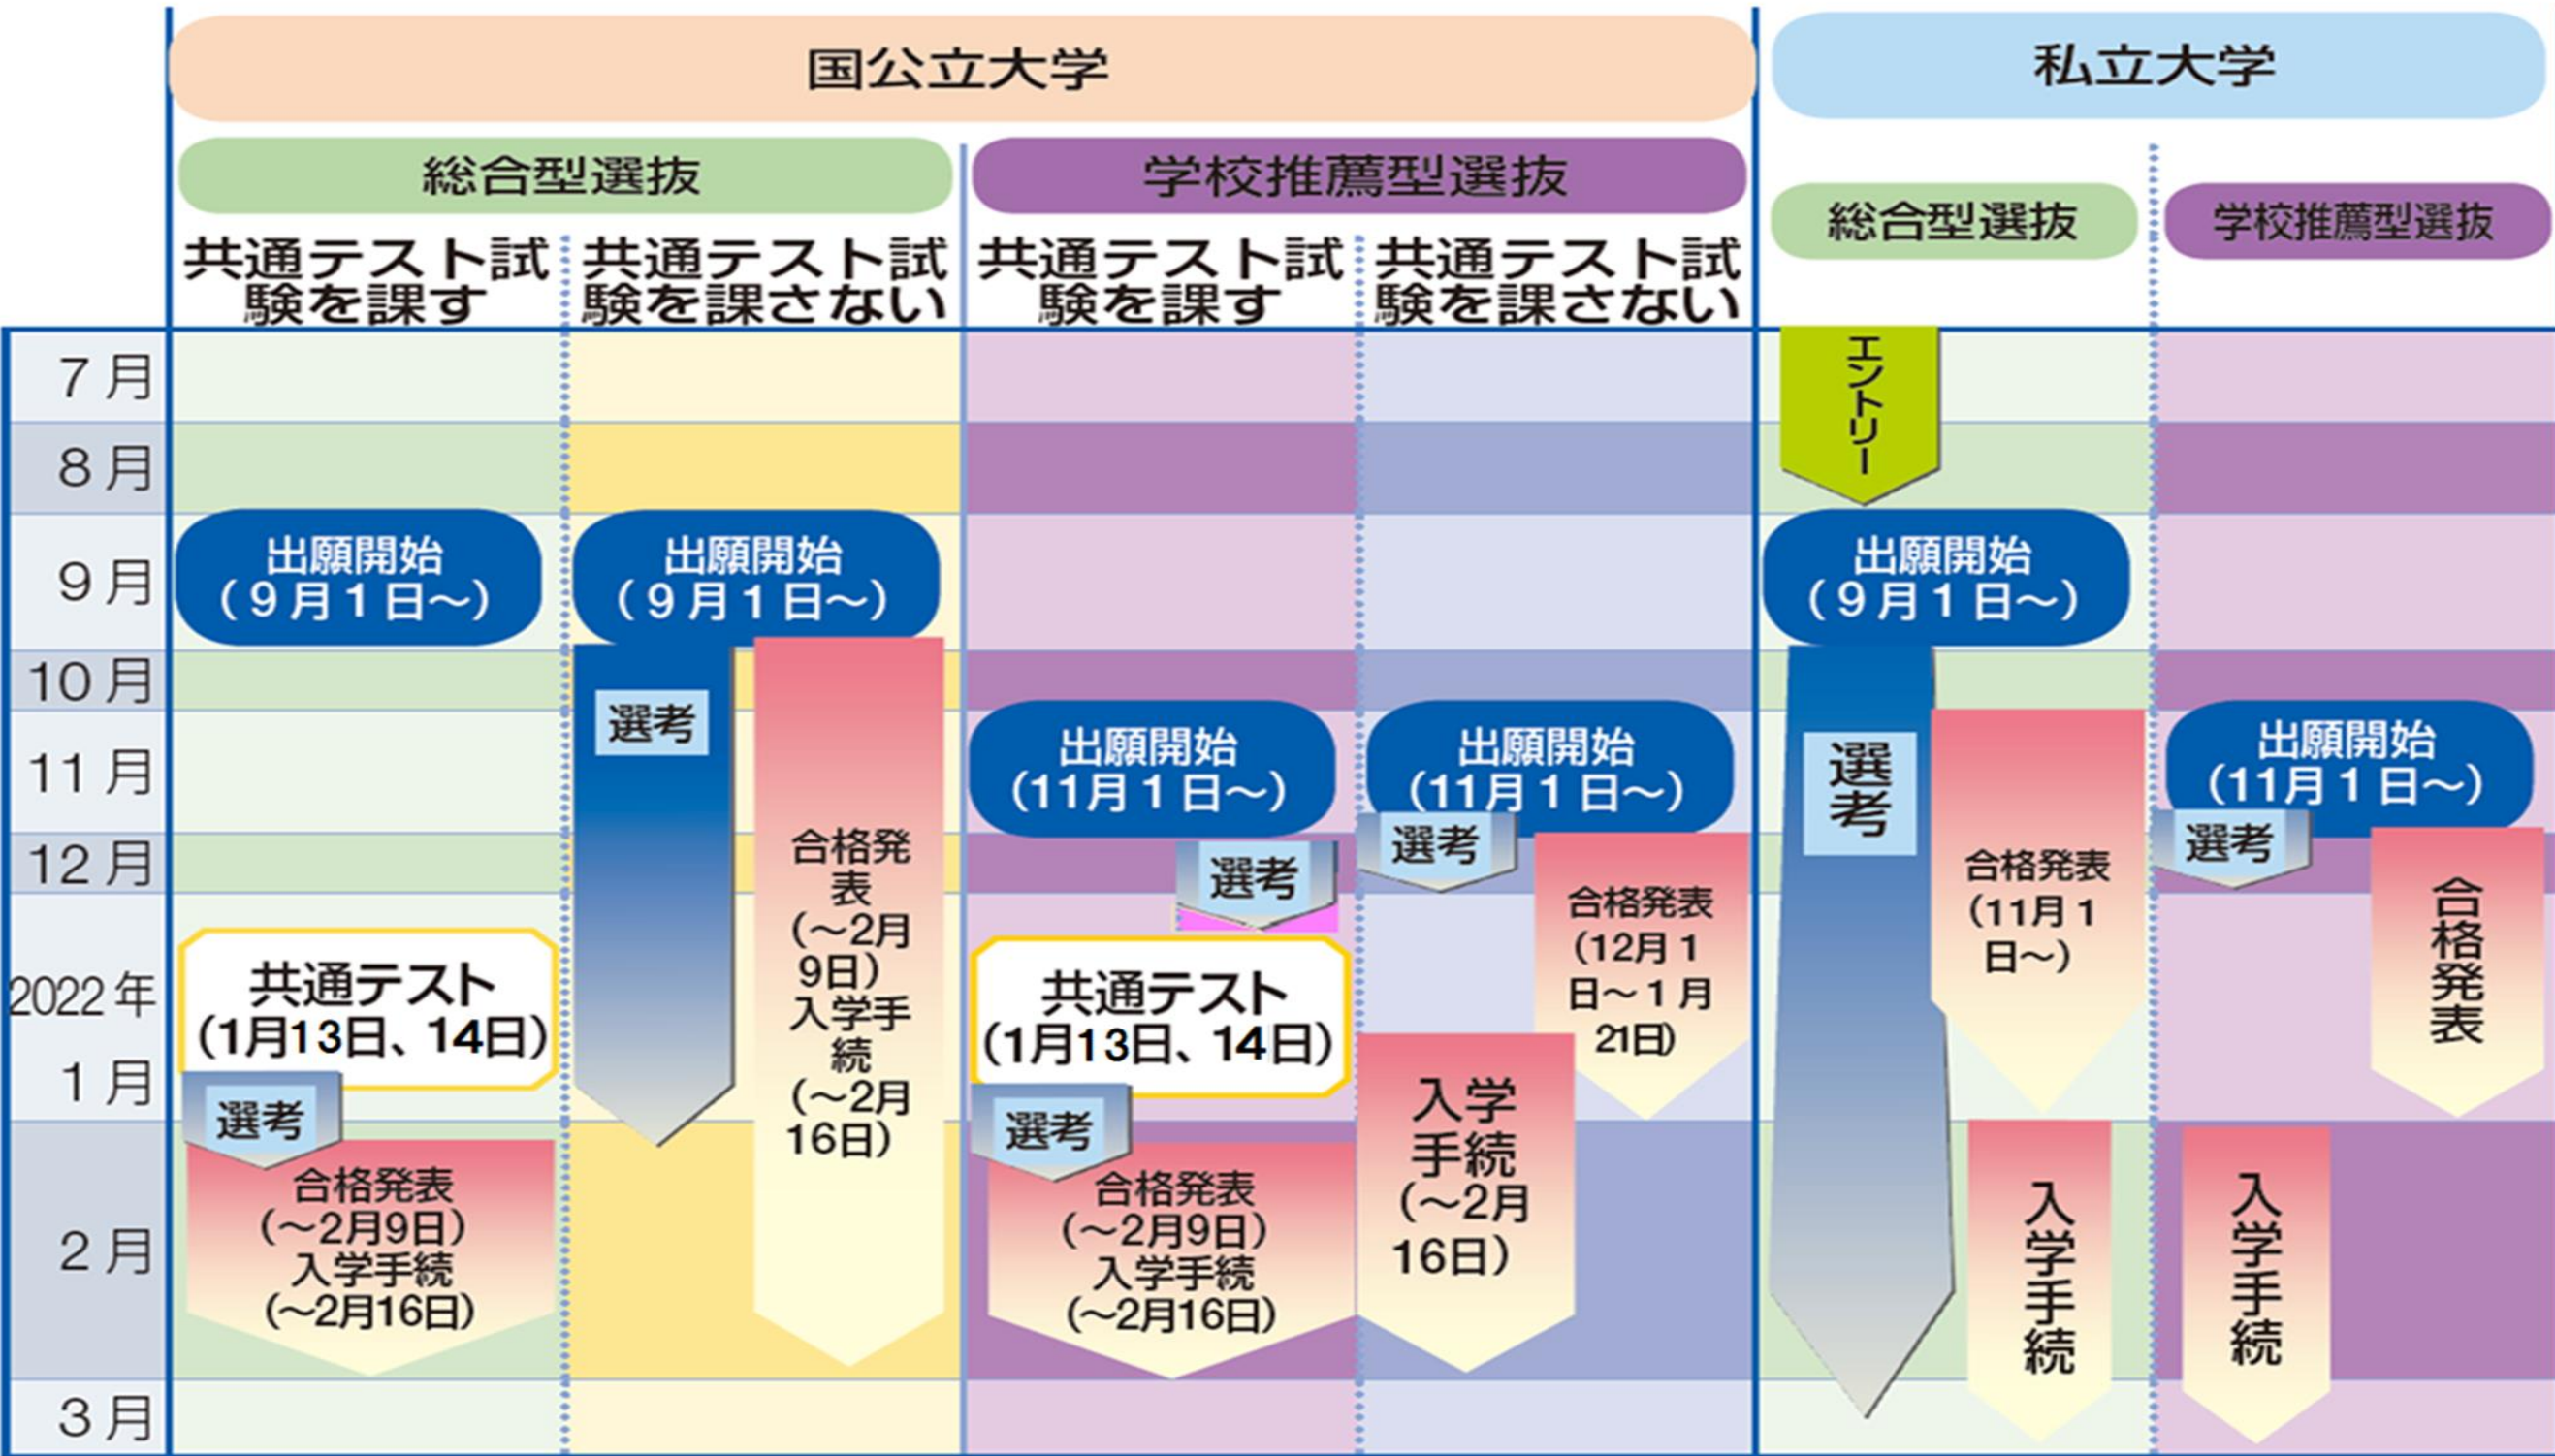 国公立大学
私立大学
総合型選抜
学校推薦型選抜
総合型選抜
学校推薦型選抜
共通テスト試
験を課す
共通テスト試
験を課さない
共通テスト試
験を課す
共通テスト試
験を課さない
7月
8月
9月
10月
11月
12月
2022年
1月
2月
3月
出願開始
(9月1日〜)
共通テスト
(1月13日、14日)
選考
合格発表
(〜2月9日)
入学手続
(〜2月16日)
出願開始
(9月1日〜)
選考
合格発
表
(〜2月
9日)
入学手
続
(〜2月
16日)
出願開始
(11月1日〜)
選考
共通テスト
(1月13日、14日)
選考
合格発表
(〜2月9日)
入学手続
(〜2月16日)
出願開始
(11月1日〜)
選考
合格発表
(12月1
日〜1月
21日)
入学
手続
(〜2月
16日)
エントリー
出願開始
(9月1日〜)
選考
合格発表
(11月1
日〜)
入学手続
出願開始
(11月1日〜)
選考
合格発表
入学手続